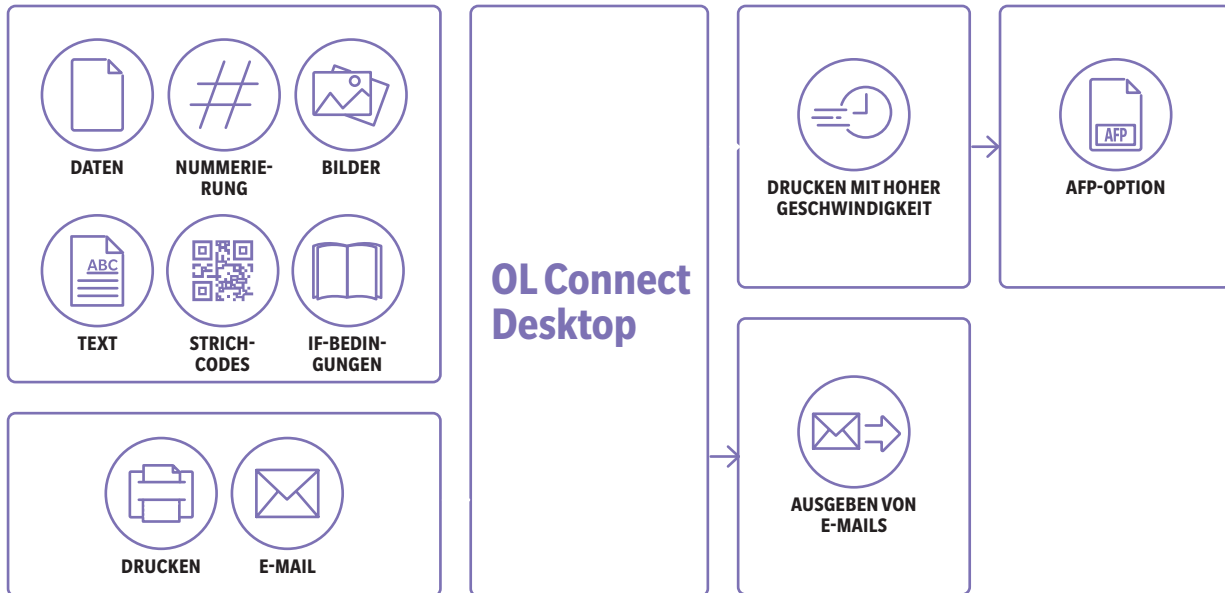 DATEN
NUMMERIE-
RUNG
BILDER
ABC
TEXT
STRICH-
CODES
IF-BEDIN-
GUNGEN
DRUCKEN
E-MAIL
OL Connect
Desktop
DRUCKEN MIT HOHER
GESCHWINDIGKEIT
AFP
AFP-OPTION
AUSGEBEN VON
E-MAILS